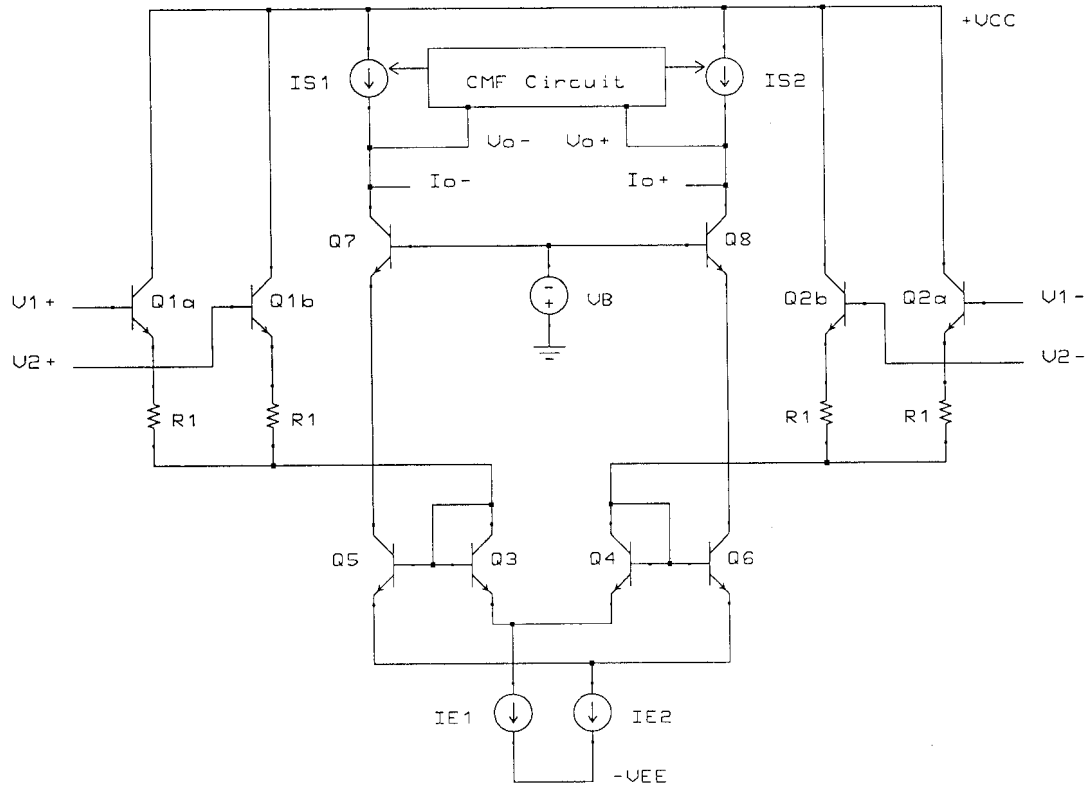 +VCC
IS1
CMF Circuit
IS2
Vo-
Vo+
Io-
Io+
Q7
Q8
V1+
Q1a
Q1b
- +
VB
Q2b
Q2a
V1-
V2+
V2-
R1
R1
R1
R1
Q5
Q3
Q4
Q6
IE1
IE2
-VEE